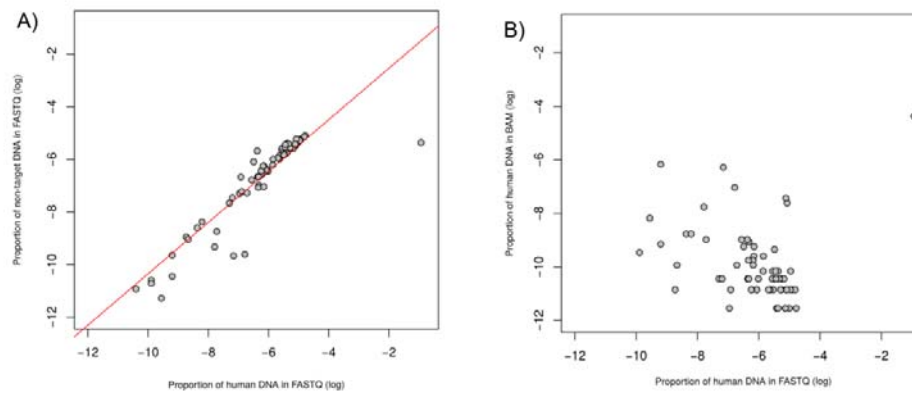 A)
Proportion of non-target DNA in FASTQ (log)
−2
−4
−6
−8
−10
−12
−12 −10 −8 −6 −4 −2
Proportion of human DNA in FASTQ (log)
B)
Proportion of human DNA in BAM (log)
−2
−4
−6
−8
−10
−12
−12 −10 −8 −6 −4 −2
Proportion of human DNA in FASTQ (log)